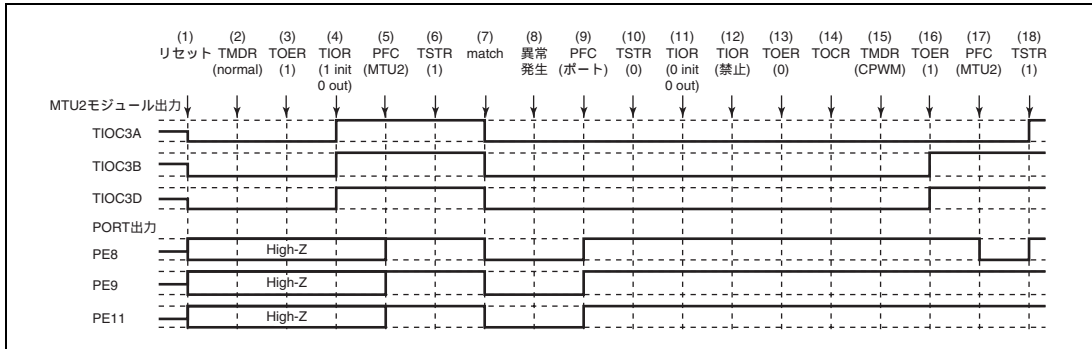 (1) (2) (3) (4) (5) (6) (7) (8) (9) (10) (11) (12) (13) (14) (15) (16) (17) (18)
リセット TMDR TOER TIOR PFC TSTR match 異常 PFC TSTR TIOR TIOR TOER TOCR TMDR TOER PFC TSTR
(normal) (1) (1 init (MTU2) (1) 発生 (ポート) (0) (0 init (禁止) (0) (CPWM) (1) (MTU2) (1)
0 out) 0 out)
MTU2モジュール出力
TIOC3A
TIOC3B
TIOC3D
PORT出力
PE8 High-Z
PE9 High-Z
PE11 High-Z